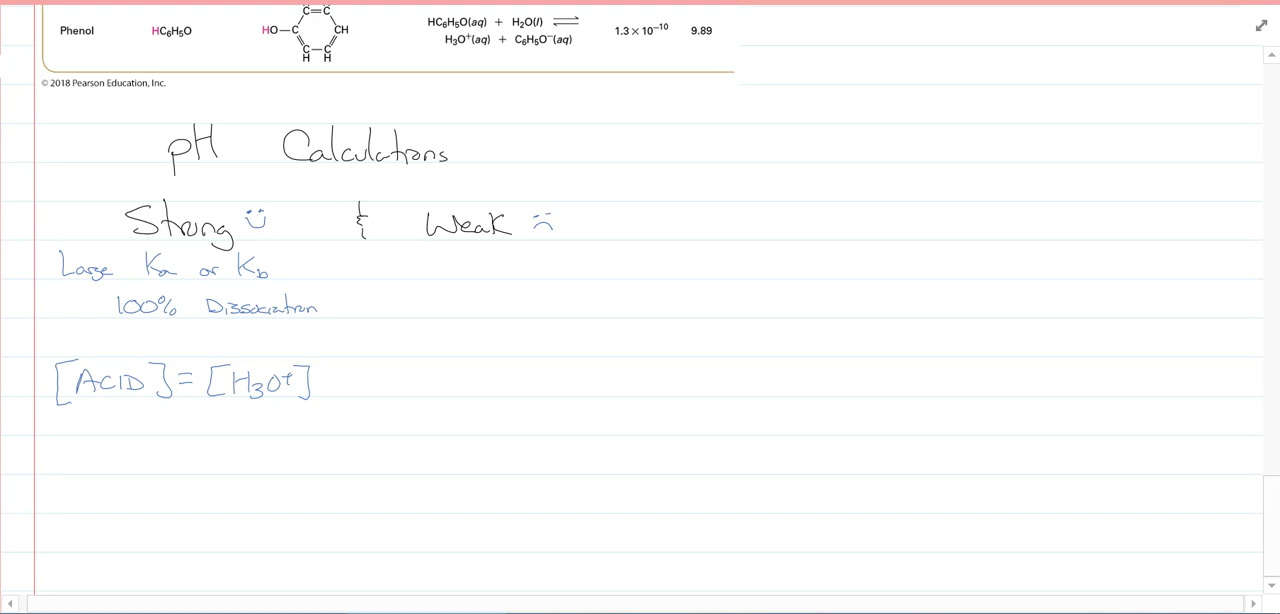 C=C
Phenol HC₆H₅O HO–C CH HC₆H₅O(aq) + H₂O(l) ⇌ 1.3 × 10⁻¹⁰ 9.89
H₃O⁺(aq) + C₆H₅O⁻(aq)
C–C
H H
© 2018 Pearson Education, Inc.
pH Calculations
Strong & Weak
Large Ka or Kb
100% Dissociation
[ACID] = [H₃O⁺]